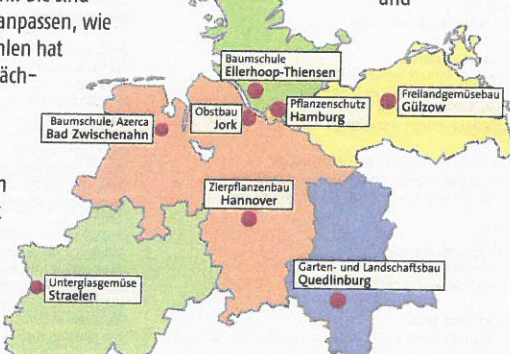 anpassen, wie
hlen hat
äch-
und
Baumschule
Ellerhoop-Thiensen
Freilandgemüsebau
Gülzow
Obstbau
Jork
Pflanzenschutz
Hamburg
Baumschule, Azerca
Bad Zwischenahn
Zierpflanzenbau
Hannover
Garten- und Landschaftsbau
Quedlinburg
Unterglasgemüse
Straelen